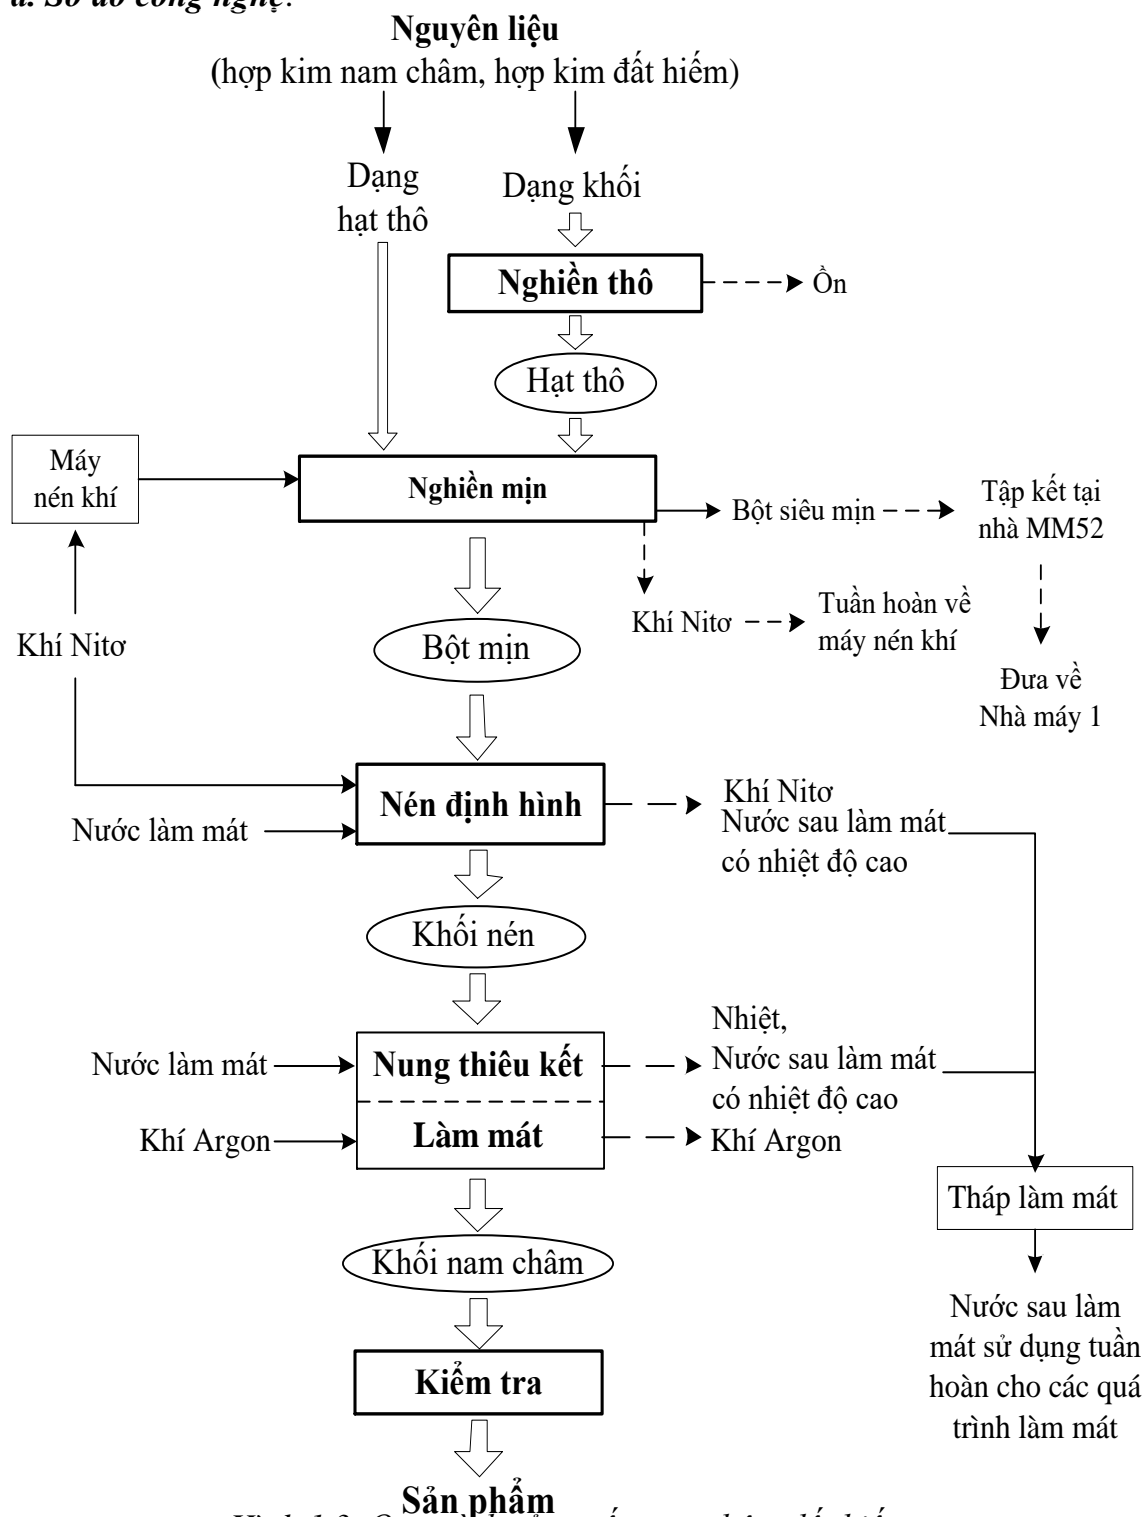 a. Sơ đồ công nghệ:
Nguyên liệu
(hợp kim nam châm, hợp kim đất hiếm)
Dạng
hạt thô
Dạng khối
Nghiền thô
Ồn
Hạt thô
Máy
nén khí
Nghiền mịn
Bột siêu mịn
Tập kết tại
nhà MM52
Khí Nitơ
Tuần hoàn về
máy nén khí
Khí Nitơ
Bột mịn
Đưa về
Nhà máy 1
Nén định hình
Khí Nitơ
Nước làm mát
Nước sau làm mát
có nhiệt độ cao
Khối nén
Nhiệt,
Nước làm mát
Nung thiêu kết
Nước sau làm mát
có nhiệt độ cao
Khí Argon
Làm mát
Khí Argon
Tháp làm mát
Khối nam châm
Nước sau làm
mát sử dụng tuần
hoàn cho các quá
trình làm mát
Kiểm tra
Sản phẩm